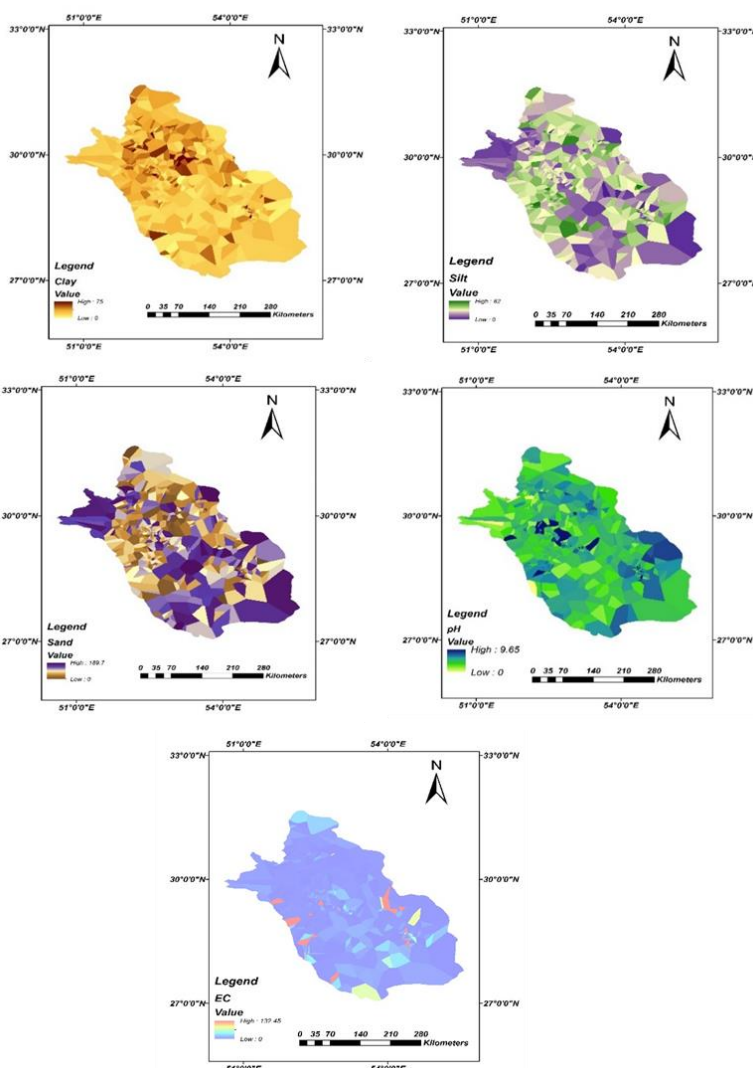 51°0'0"E 54°0'0"E
33°0'0"N 33°0'0"N
N
30°0'0"N 30°0'0"N
27°0'0"N 27°0'0"N
Legend
Clay
Value
High : 75
Low : 0
0 35 70 140 210 280
Kilometers
51°0'0"E 54°0'0"E
51°0'0"E 54°0'0"E
33°0'0"N 33°0'0"N
N
30°0'0"N 30°0'0"N
27°0'0"N 27°0'0"N
Legend
Silt
Value
High : 62
Low : 0
0 35 70 140 210 280
Kilometers
51°0'0"E 54°0'0"E
51°0'0"E 54°0'0"E
33°0'0"N 33°0'0"N
N
30°0'0"N 30°0'0"N
27°0'0"N 27°0'0"N
Legend
Sand
Value
High : 189.7
Low : 0
0 35 70 140 210 280
Kilometers
51°0'0"E 54°0'0"E
51°0'0"E 54°0'0"E
33°0'0"N 33°0'0"N
N
30°0'0"N 30°0'0"N
27°0'0"N 27°0'0"N
Legend
pH
Value
High : 9.65
Low : 0
0 35 70 140 210 280
Kilometers
51°0'0"E 54°0'0"E
51°0'0"E 54°0'0"E
33°0'0"N 33°0'0"N
N
30°0'0"N 30°0'0"N
27°0'0"N 27°0'0"N
Legend
EC
Value
High : 132.45
Low : 0
0 35 70 140 210 280
Kilometers